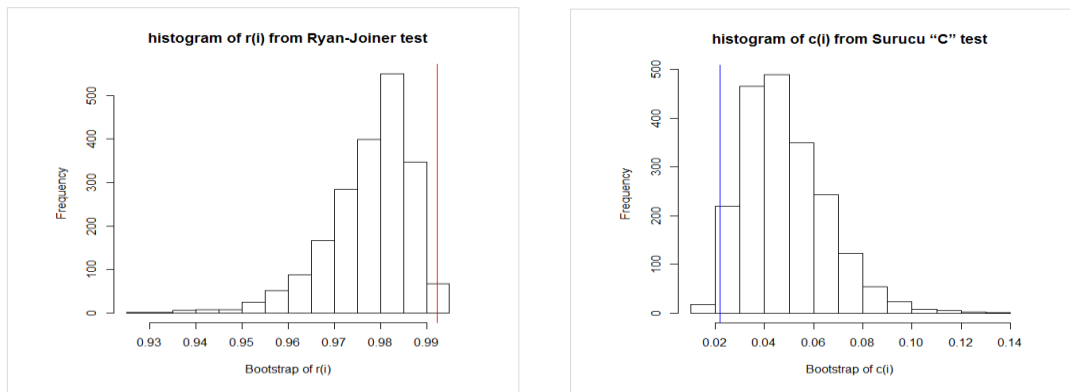 histogram of r(i) from Ryan-Joiner test
Frequency
500
400
300
200
100
0
0.93 0.94 0.95 0.96 0.97 0.98 0.99
Bootstrap of r(i)
histogram of c(i) from Surucu “C” test
Frequency
500
400
300
200
100
0
0.02 0.04 0.06 0.08 0.10 0.12 0.14
Bootstrap of c(i)